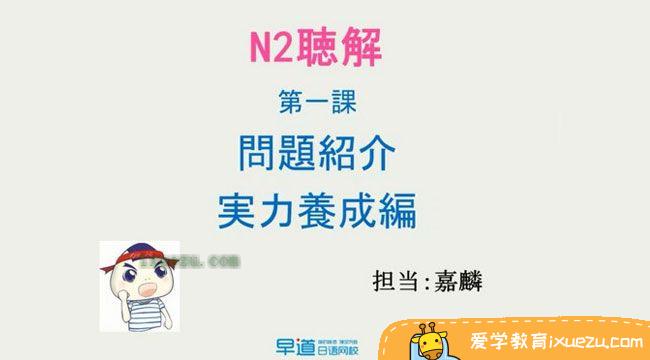 N2聴解
第一課
問題紹介
実力養成編
担当:嘉麟
早道
日语网校
爱学教育ixuezu.com